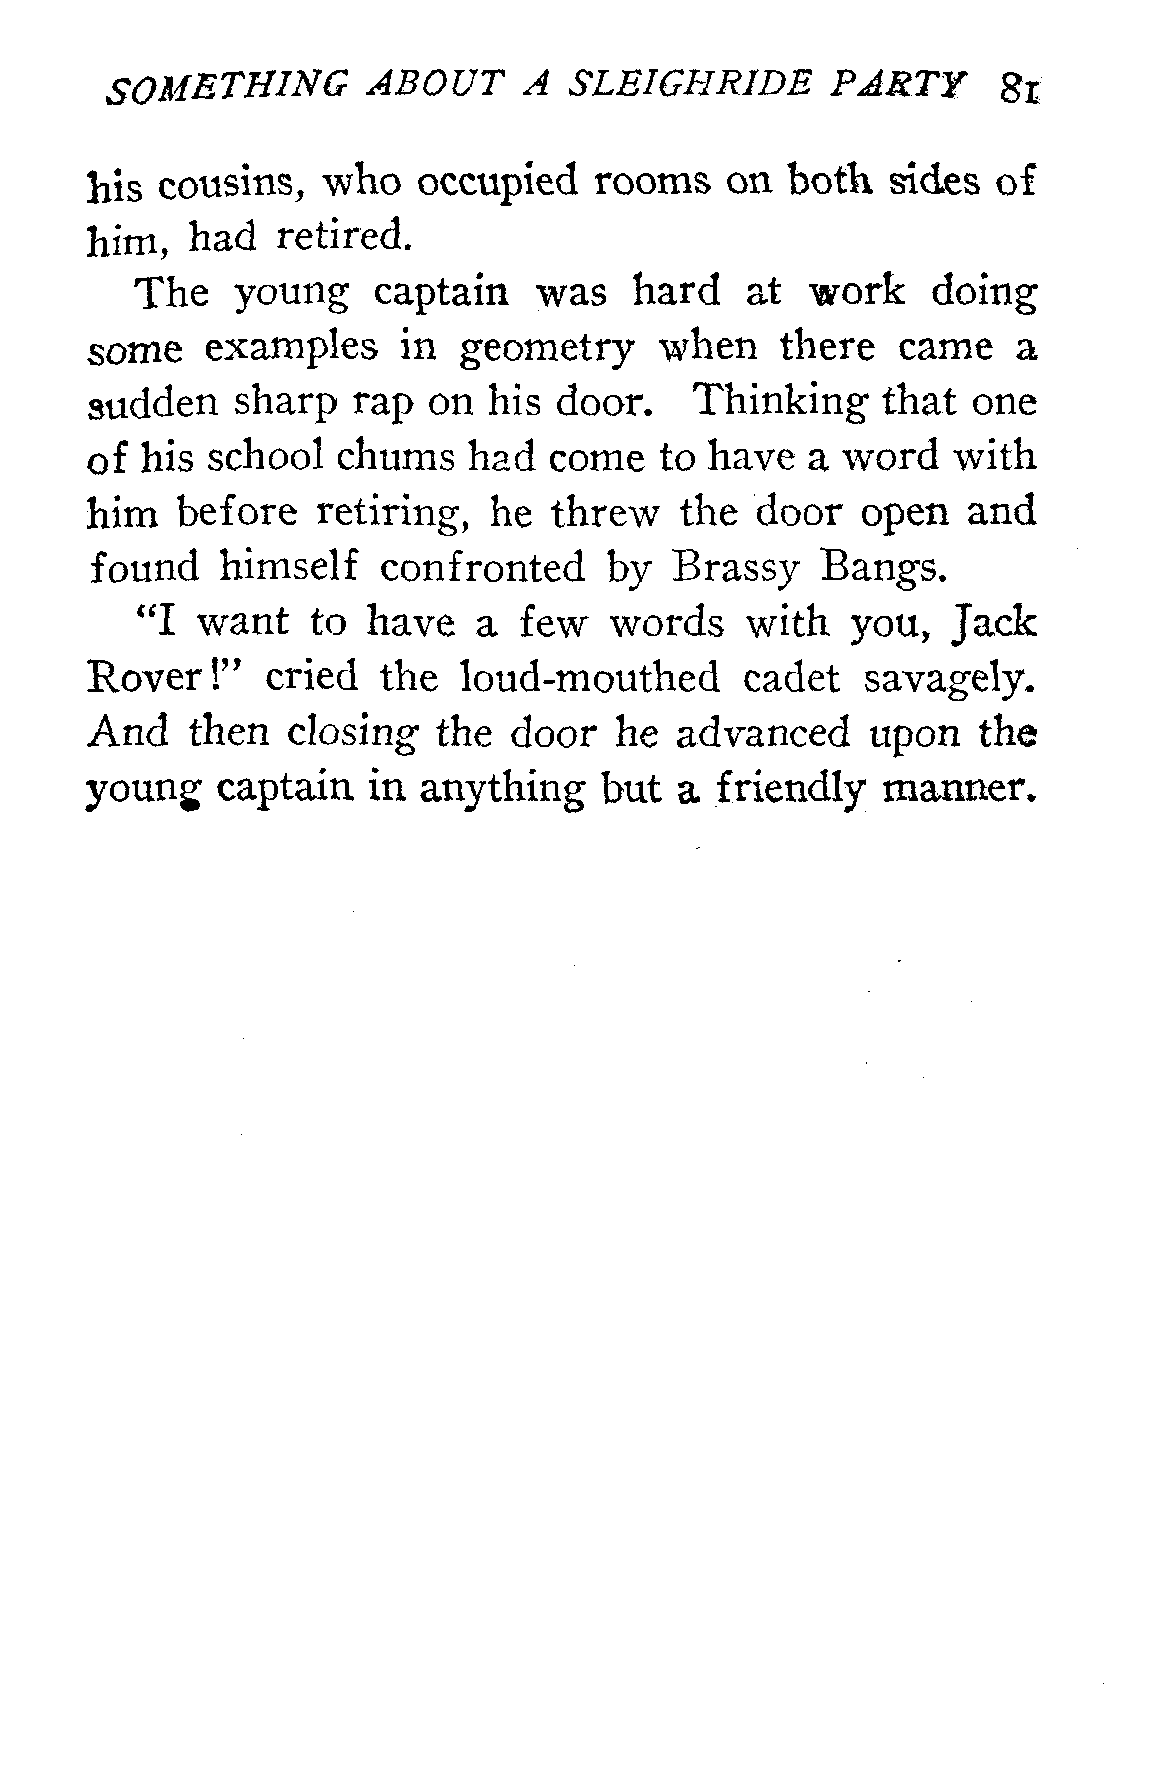 SOMETHING ABOUT A SLEIGHRIDE PARTY 81
his cousins, who occupied rooms on both sides of
him, had retired.
The young captain was hard at work doing
some examples in geometry when there came a
sudden sharp rap on his door. Thinking that one
of his school chums had come to have a word with
him before retiring, he threw the door open and
found himself confronted by Brassy Bangs.
“I want to have a few words with you, Jack
Rover!” cried the loud-mouthed cadet savagely.
And then closing the door he advanced upon the
young captain in anything but a friendly manner.